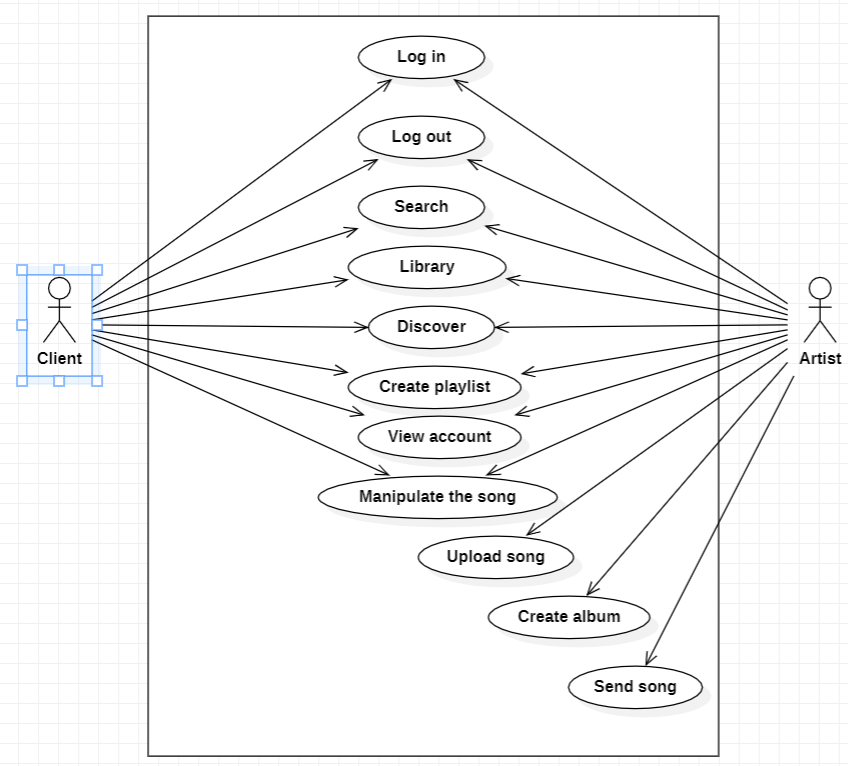 Log in
Log out
Search
Library
Discover
Client
Artist
Create playlist
View account
Manipulate the song
Upload song
Create album
Send song